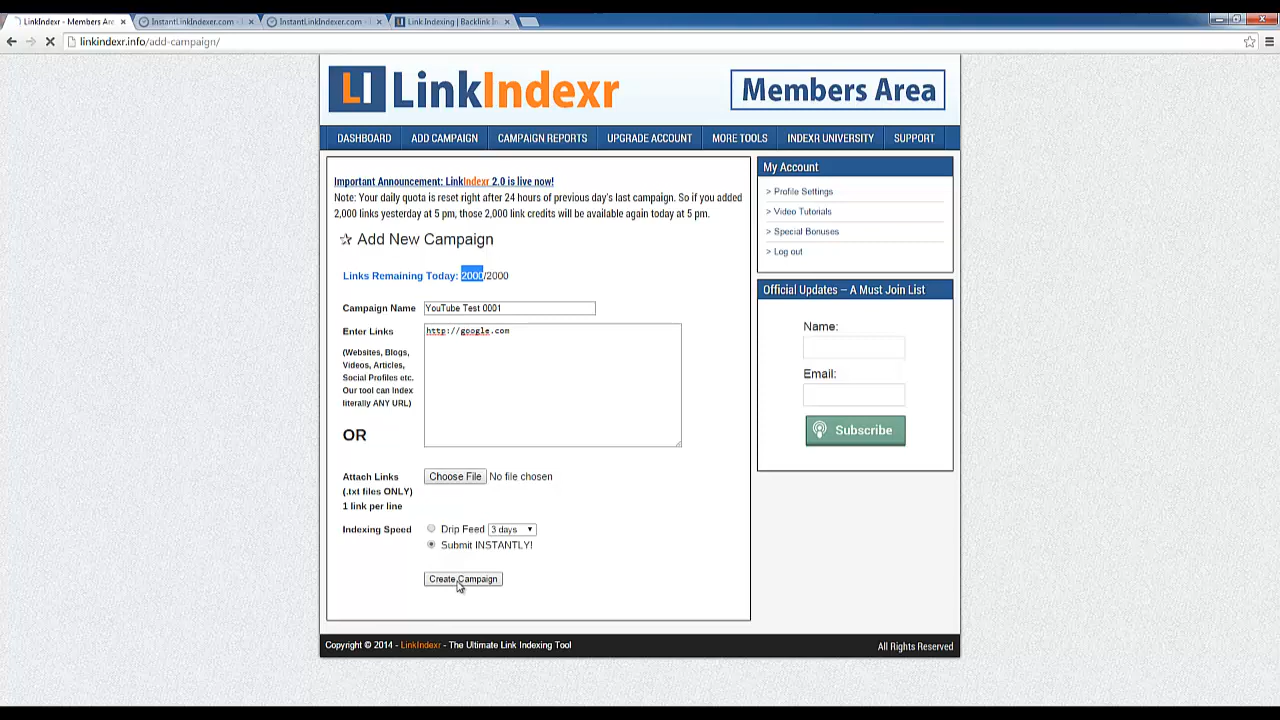 LinkIndexr - Members Area
InstantLinkIndexer.com -
InstantLinkIndexer.com -
Link Indexing | Backlink In
linkindexr.info/add-campaign/
LI LinkIndexr
Members Area
DASHBOARD
ADD CAMPAIGN
CAMPAIGN REPORTS
UPGRADE ACCOUNT
MORE TOOLS
INDEXR UNIVERSITY
SUPPORT
Important Announcement: LinkIndexr 2.0 is live now!
Note: Your daily quota is reset right after 24 hours of previous day's last campaign. So if you added
2,000 links yesterday at 5 pm, those 2,000 link credits will be available again today at 5 pm.
Add New Campaign
Links Remaining Today: 2000/2000
Campaign Name
YouTube Test 0001
Enter Links
http://google.com
(Websites, Blogs,
Videos, Articles,
Social Profiles etc.
Our tool can Index
literally ANY URL)
OR
Attach Links
(.txt files ONLY)
1 link per line
Choose File No file chosen
Indexing Speed
Drip Feed 3 days
Submit INSTANTLY!
Create Campaign
My Account
> Profile Settings
> Video Tutorials
> Special Bonuses
> Log out
Official Updates – A Must Join List
Name:
Email:
Subscribe
Copyright © 2014 - LinkIndexr - The Ultimate Link Indexing Tool
All Rights Reserved